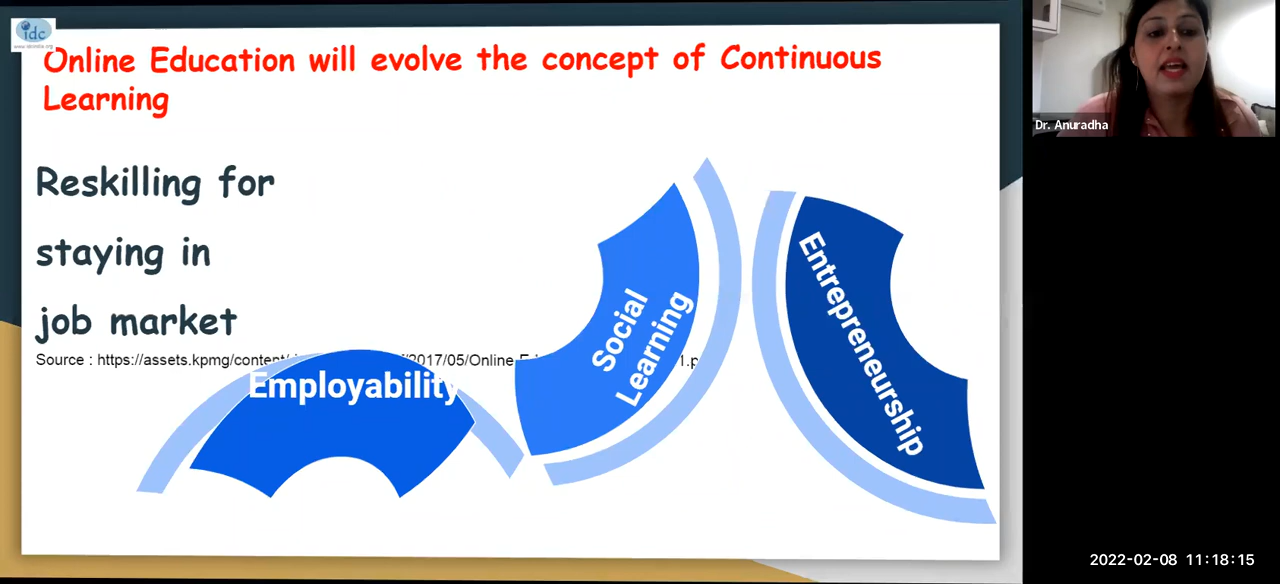 idc
Online Education will evolve the concept of Continuous
Learning
Reskilling for
staying in
job market
Source : https://assets.kpmg/content/ /2017/05/Online
Employability
Social
Learning
Entrepreneurship
Dr. Anuradha
2022-02-08 11:18:15